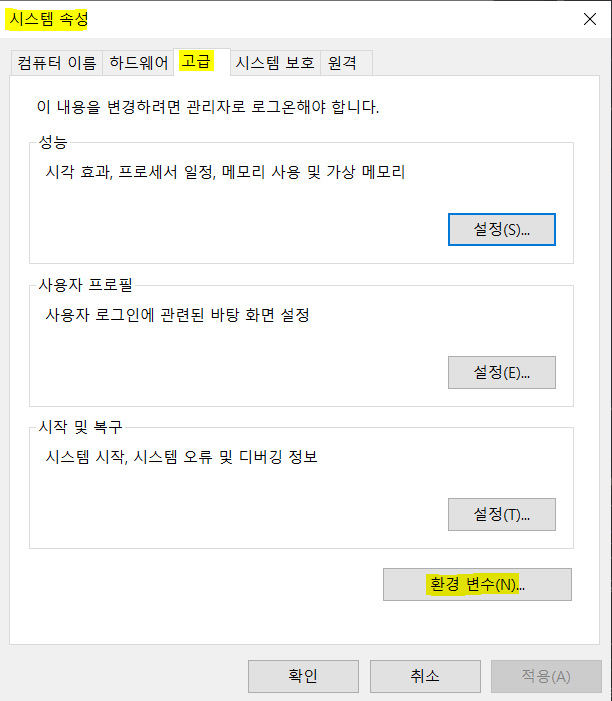 시스템 속성
컴퓨터 이름 하드웨어 고급 시스템 보호 원격
이 내용을 변경하려면 관리자로 로그온해야 합니다.
성능
시각 효과, 프로세서 일정, 메모리 사용 및 가상 메모리
설정(S)...
사용자 프로필
사용자 로그인에 관련된 바탕 화면 설정
설정(E)...
시작 및 복구
시스템 시작, 시스템 오류 및 디버깅 정보
설정(T)...
환경 변수(N)...
확인 취소 적용(A)